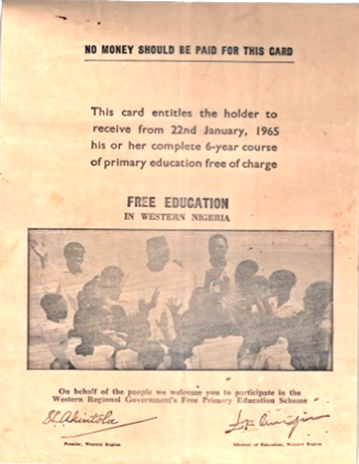 NO MONEY SHOULD BE PAID FOR THIS CARD
This card entitles the holder to
receive from 22nd January, 1965
his or her complete 6-year course
of primary education free of charge
FREE EDUCATION
IN WESTERN NIGERIA
On behalf of the people we welcome you to participate in the
Western Regional Government's Free Primary Education Scheme
S.L. Akintola
Premier, Western Region
Minister of Education, Western Region